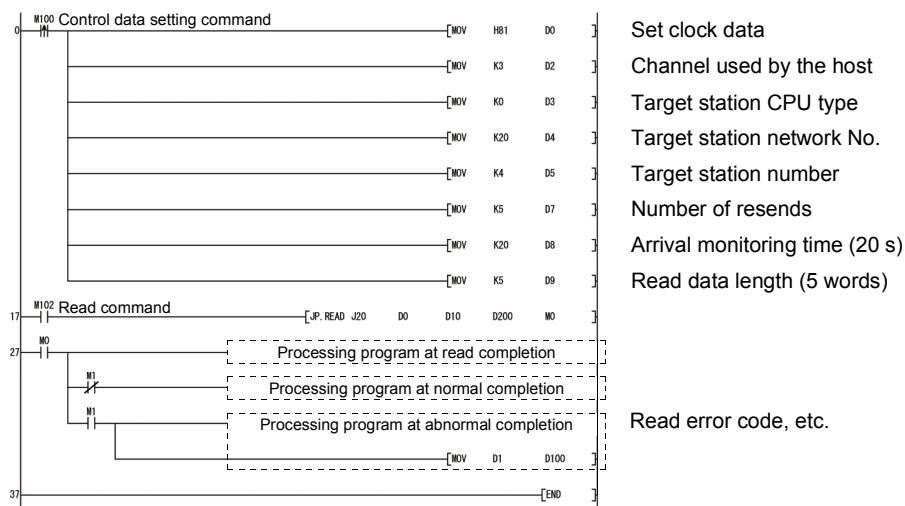 M100 Control data setting command
0 [MOV H81 D0 ] Set clock data
[MOV K3 D2 ] Channel used by the host
[MOV K0 D3 ] Target station CPU type
[MOV K20 D4 ] Target station network No.
[MOV K4 D5 ] Target station number
[MOV K5 D7 ] Number of resends
[MOV K20 D8 ] Arrival monitoring time (20 s)
[MOV K5 D9 ] Read data length (5 words)
M102 Read command
17 [JP.READ J20 D0 D10 D200 M0 ]
M0
27 Processing program at read completion
M1
Processing program at normal completion
M1
Processing program at abnormal completion Read error code, etc.
[MOV D1 D100 ]
37 [END ]